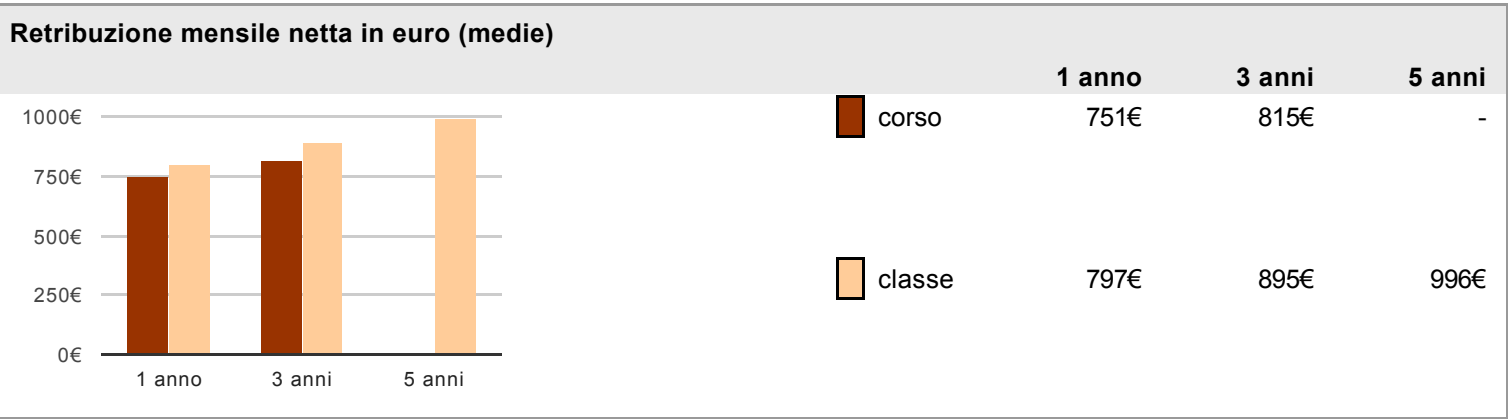 Retribuzione mensile netta in euro (medie)
1 anno 3 anni 5 anni
corso 751€ 815€ -
classe 797€ 895€ 996€
1000€
750€
500€
250€
0€
1 anno 3 anni 5 anni